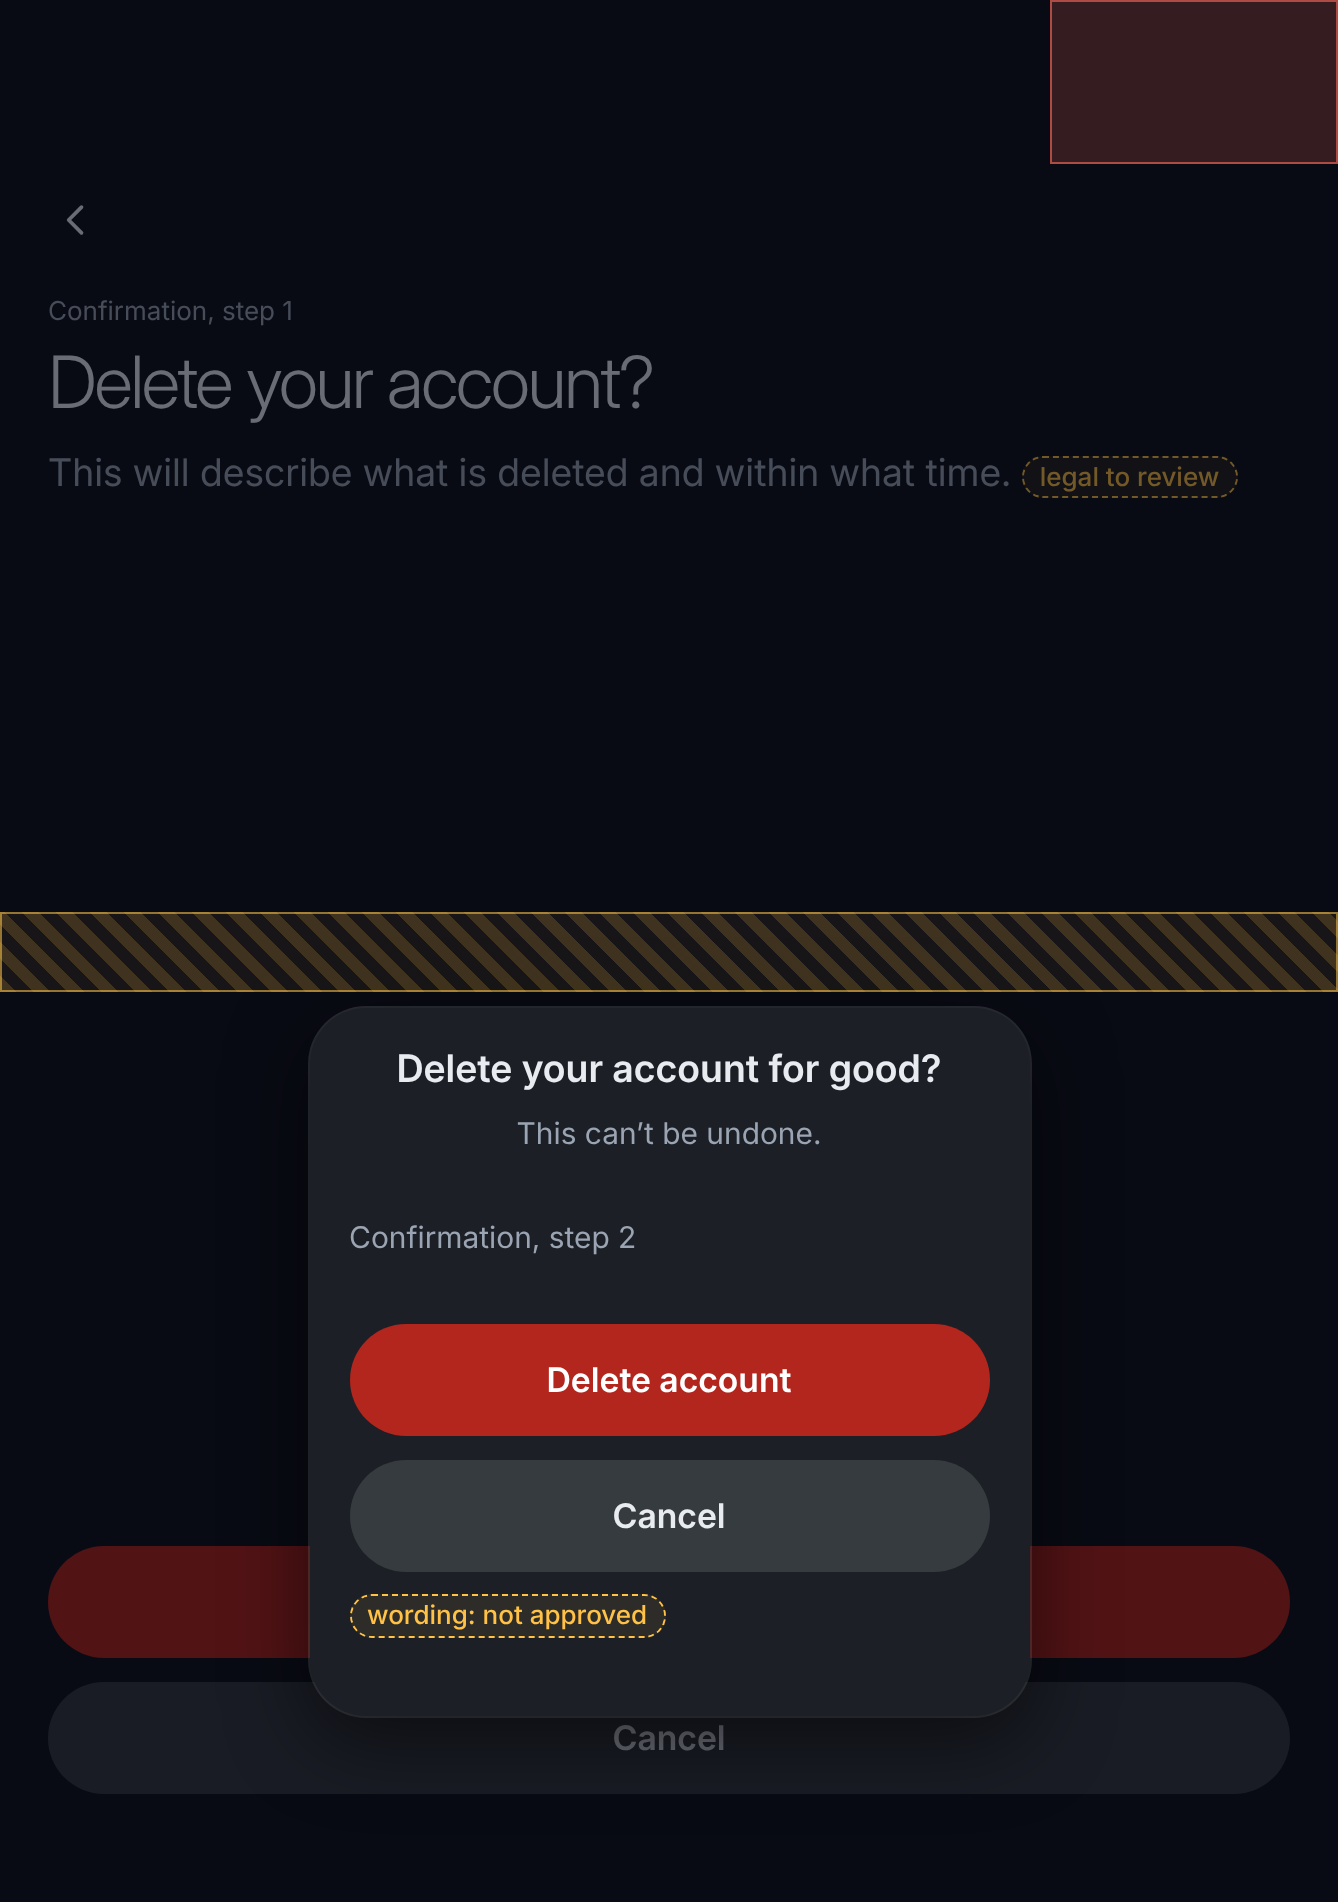 Confirmation, step 1
Delete your account?
This will describe what is deleted and within what time. legal to review
Delete your account for good?
This can’t be undone.
Confirmation, step 2
Delete account
Cancel
wording: not approved
Cancel